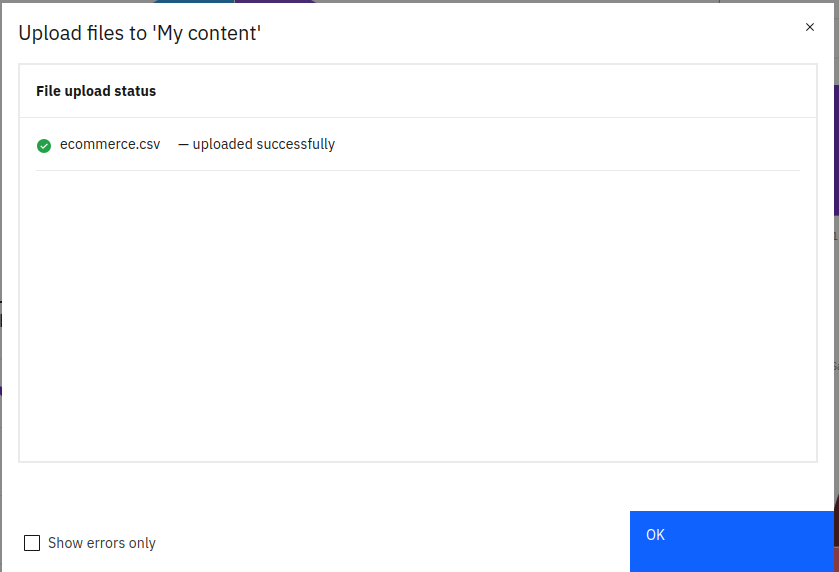 Upload files to 'My content'
File upload status
ecommerce.csv — uploaded successfully
Show errors only
OK